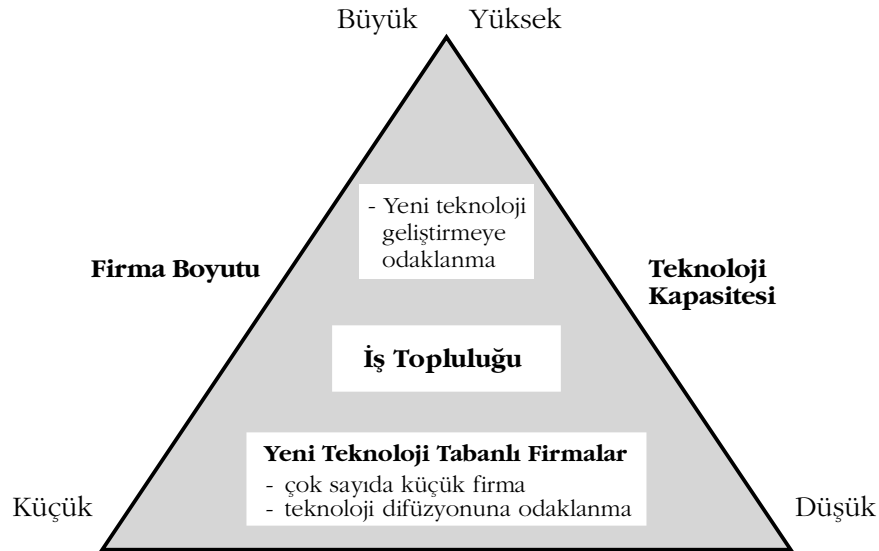 Büyük Yüksek
- Yeni teknoloji
geliştirmeye
odaklanma
Firma Boyutu
Teknoloji
Kapasitesi
İş Topluluğu
Yeni Teknoloji Tabanlı Firmalar
- çok sayıda küçük firma
- teknoloji difüzyonuna odaklanma
Küçük
Düşük